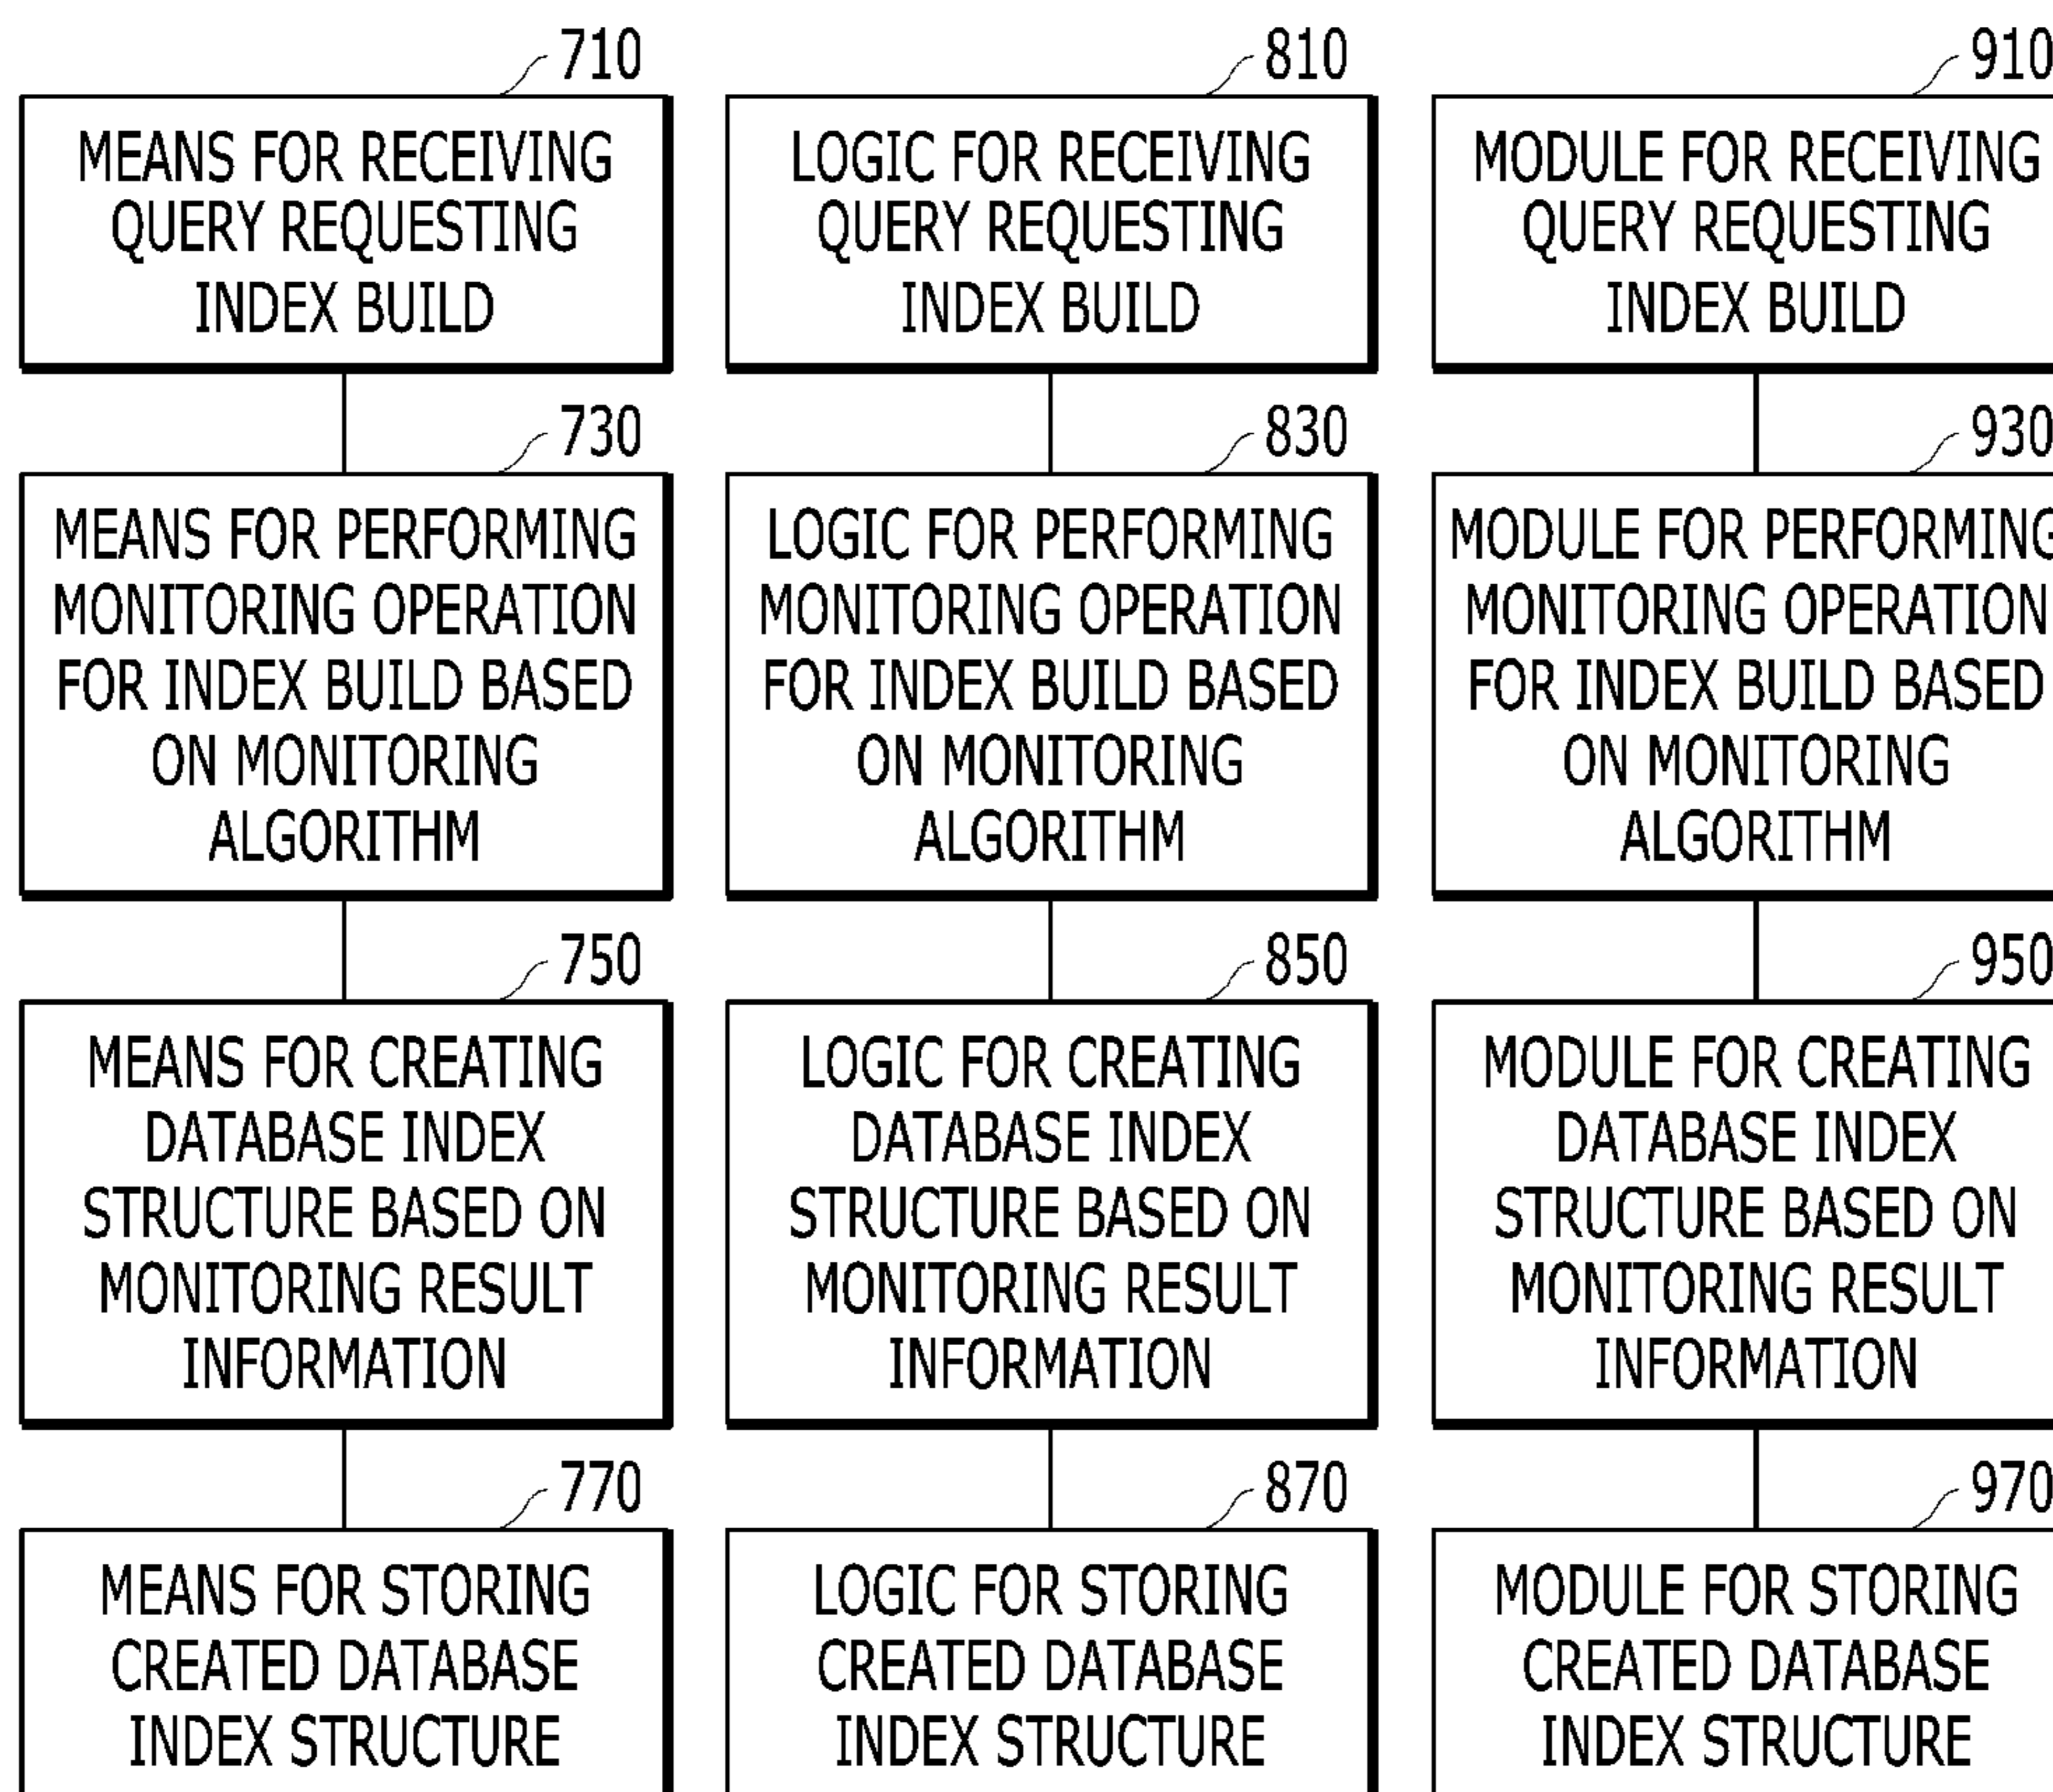 710
MEANS FOR RECEIVING
QUERY REQUESTING
INDEX BUILD
730
MEANS FOR PERFORMING
MONITORING OPERATION
FOR INDEX BUILD BASED
ON MONITORING
ALGORITHM
750
MEANS FOR CREATING
DATABASE INDEX
STRUCTURE BASED ON
MONITORING RESULT
INFORMATION
770
MEANS FOR STORING
CREATED DATABASE
INDEX STRUCTURE
810
LOGIC FOR RECEIVING
QUERY REQUESTING
INDEX BUILD
830
LOGIC FOR PERFORMING
MONITORING OPERATION
FOR INDEX BUILD BASED
ON MONITORING
ALGORITHM
850
LOGIC FOR CREATING
DATABASE INDEX
STRUCTURE BASED ON
MONITORING RESULT
INFORMATION
870
LOGIC FOR STORING
CREATED DATABASE
INDEX STRUCTURE
910
MODULE FOR RECEIVING
QUERY REQUESTING
INDEX BUILD
930
MODULE FOR PERFORMING
MONITORING OPERATION
FOR INDEX BUILD BASED
ON MONITORING
ALGORITHM
950
MODULE FOR CREATING
DATABASE INDEX
STRUCTURE BASED ON
MONITORING RESULT
INFORMATION
970
MODULE FOR STORING
CREATED DATABASE
INDEX STRUCTURE